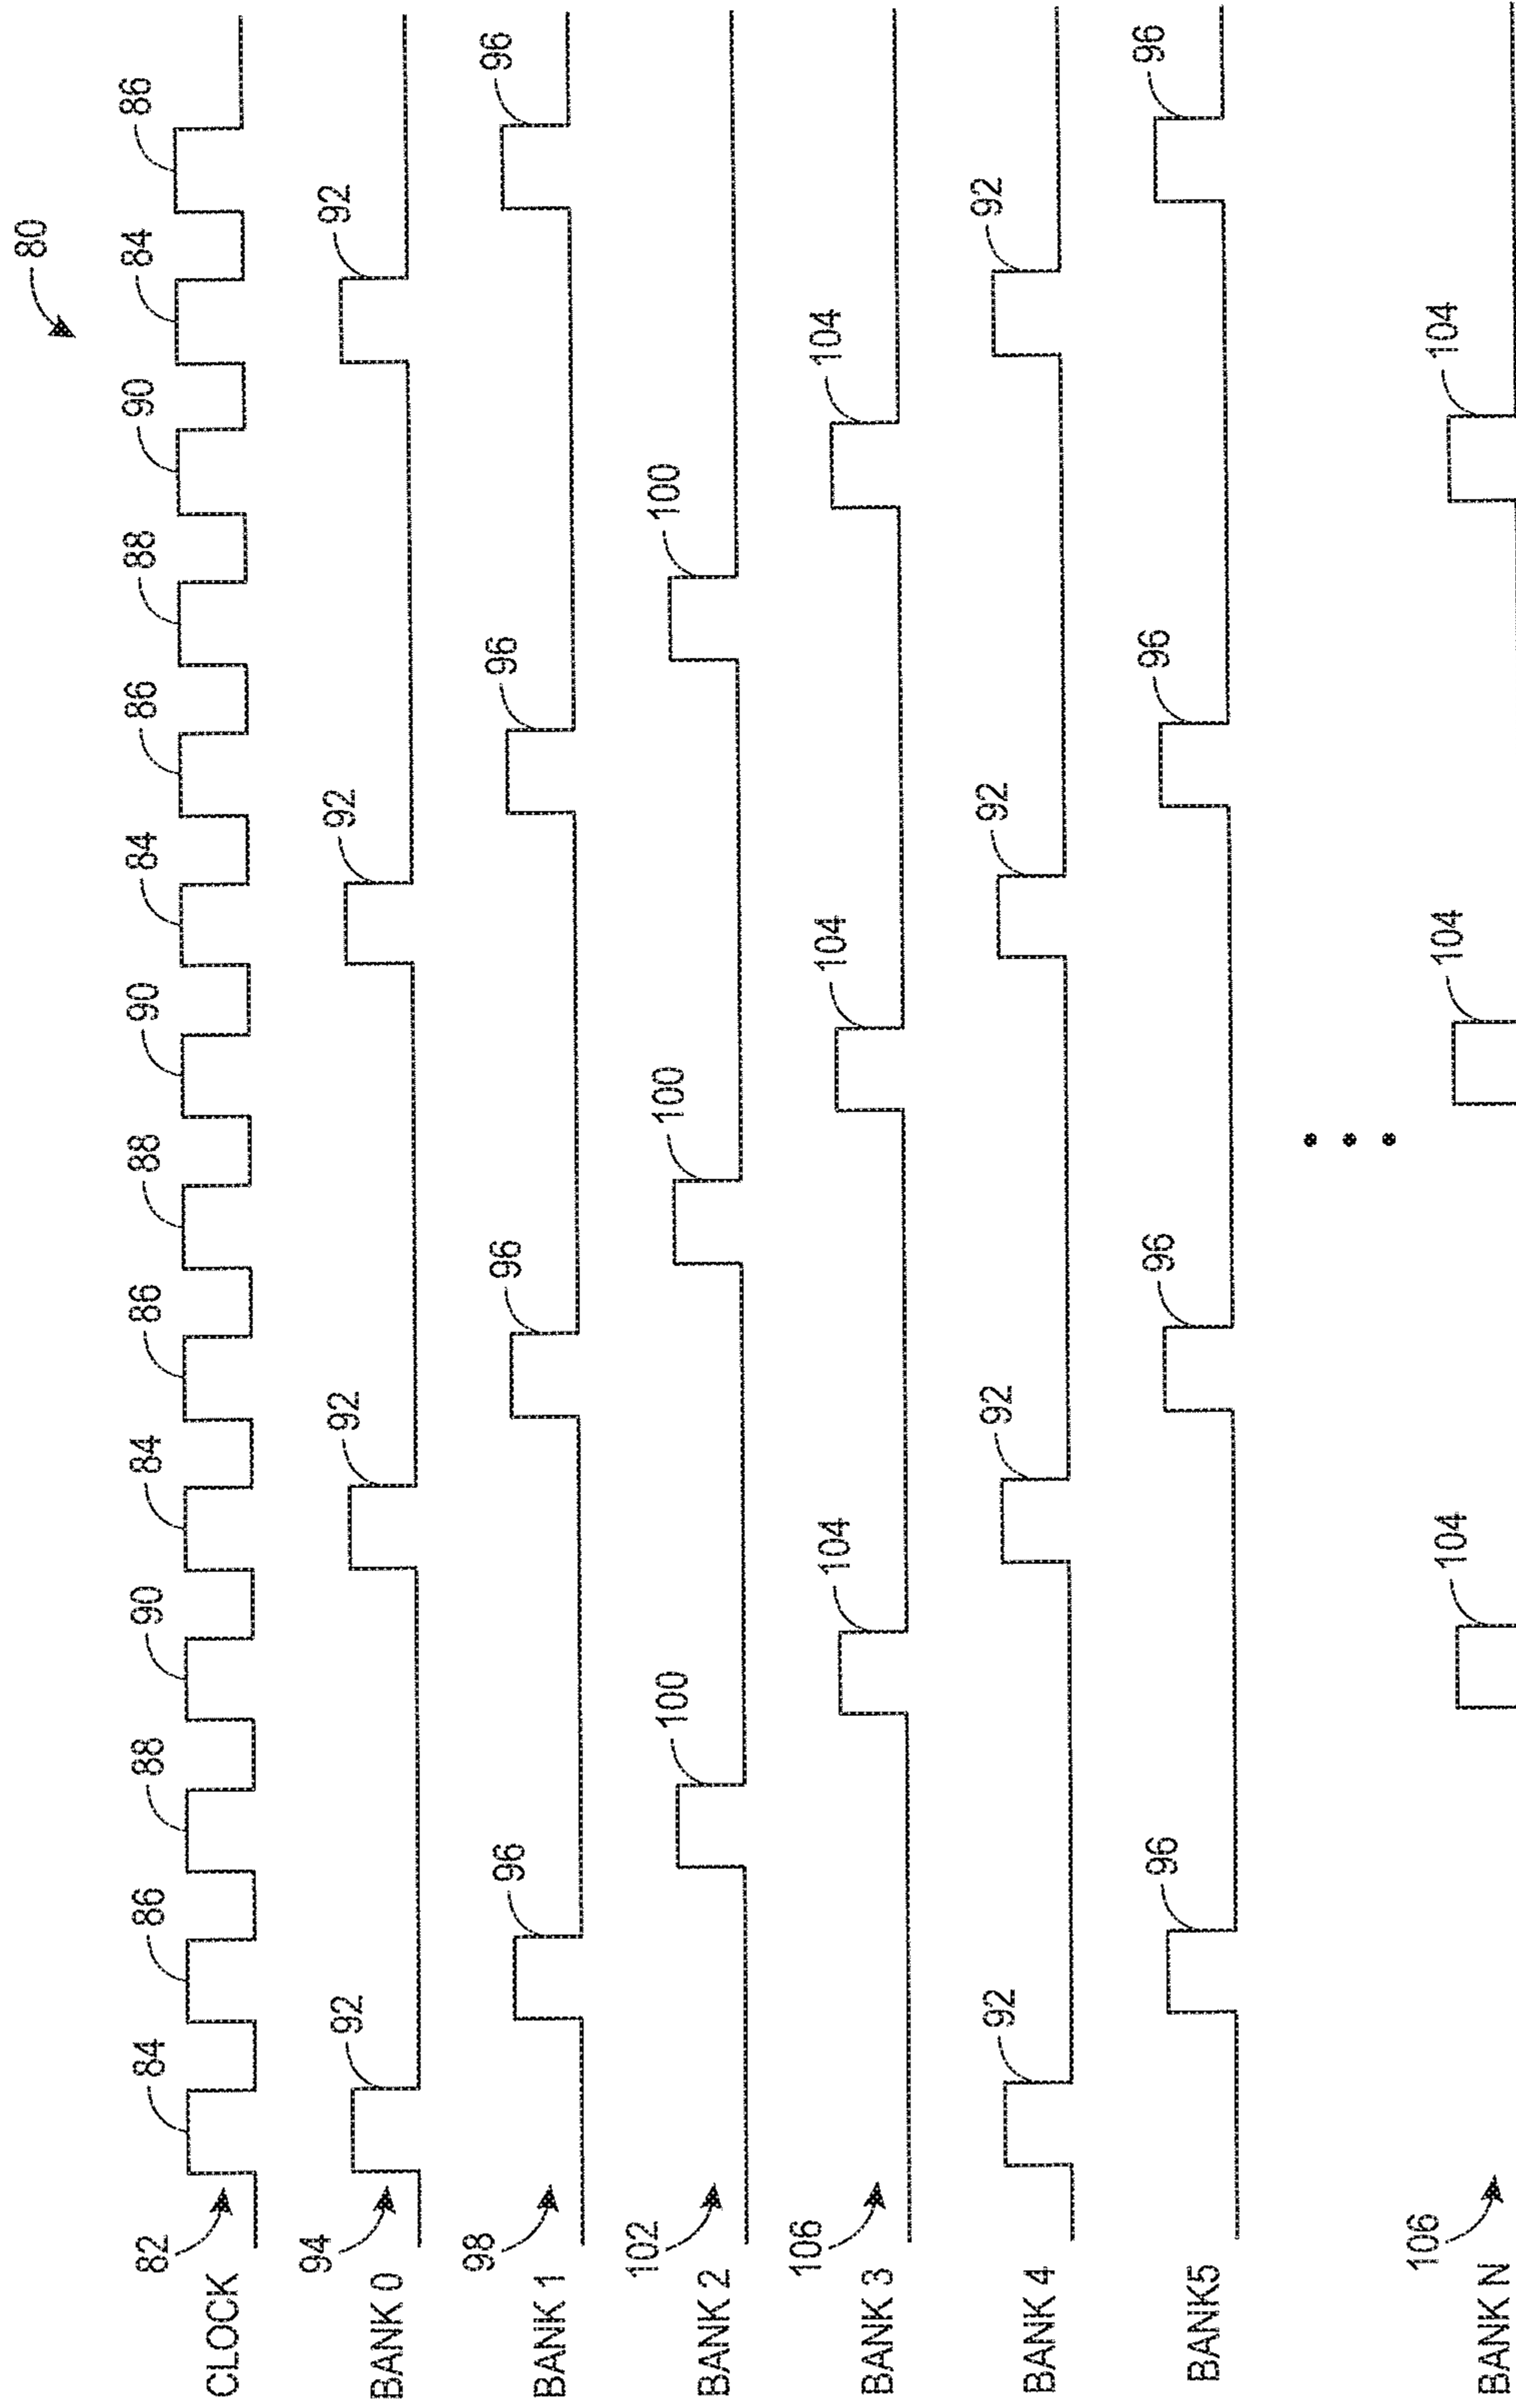 80
84 86 88 90 84 86 88 90 84 86 88 90 84 86
82
CLOCK
92 92 92 92
94
BANK 0
96 96 96 96
98
BANK 1
100 100 100
102
BANK 2
104 104 104
106
BANK 3
92 92 92 92
BANK 4
96 96 96 96
BANK5
104 104 104
106
BANK N